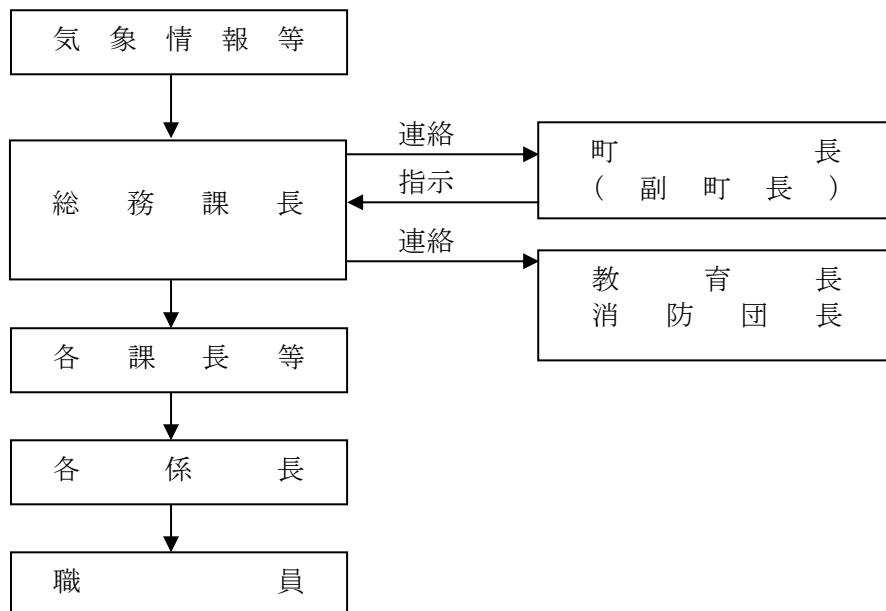 気象情報等
連絡
町長
（副町長）
総務課長
指示
連絡
教育長
消防団長
各課長等
各係長
職員